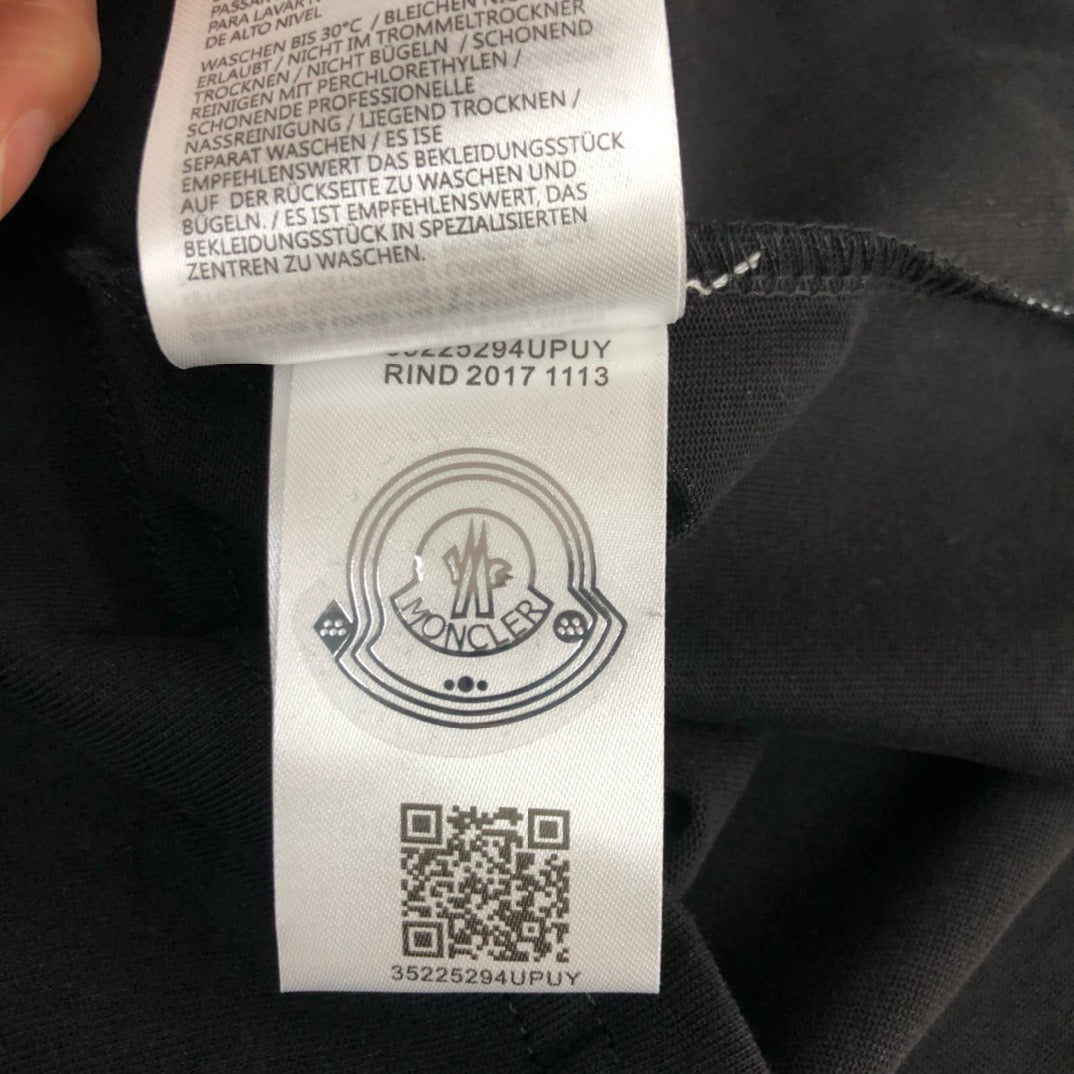 PARA LAVAR
DE ALTO NIVEL
WASCHEN BIS 30°C / BLEICHEN
ERLAUBT / NICHT IM TROMMELTROCKNER
TROCKNEN / NICHT BÜGELN / SCHONEND
REINIGEN MIT PERCHLORETHYLEN /
SCHONENDE PROFESSIONELLE
NASSREINIGUNG / LIEGEND TROCKNEN /
SEPARAT WASCHEN / ES ISE
EMPFEHLENSWERT DAS BEKLEIDUNGSSTÜCK
AUF DER RÜCKSEITE ZU WASCHEN UND
BÜGELN. / ES IST EMPFEHLENSWERT, DAS
BEKLEIDUNGSSTÜCK IN SPEZIALISIERTEN
ZENTREN ZU WASCHEN.
35225294UPUY
RIND 2017 1113
MONCLER
35225294UPUY